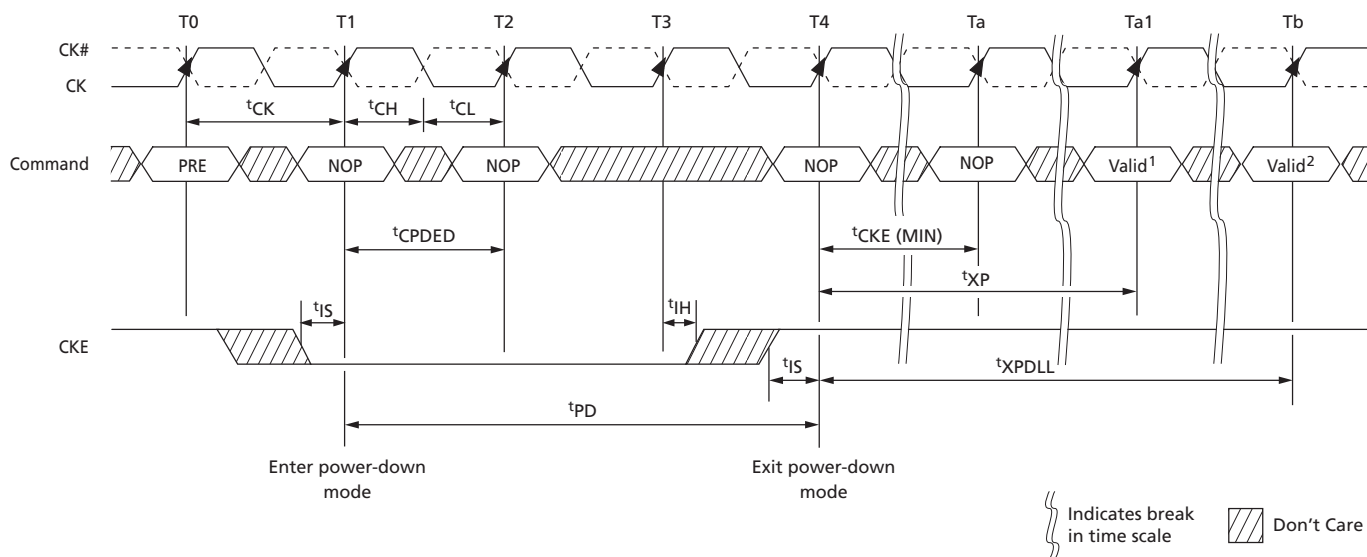 T0 T1 T2 T3 T4 Ta Ta1 Tb
CK#
CK
tCK tCH tCL
Command PRE NOP NOP NOP NOP Valid1 Valid2
tCPDED tCKE (MIN)
tXP
tIS tIH
CKE
tIS tXPDLL
tPD
Enter power-down
mode
Exit power-down
mode
Indicates break
in time scale
Don't Care